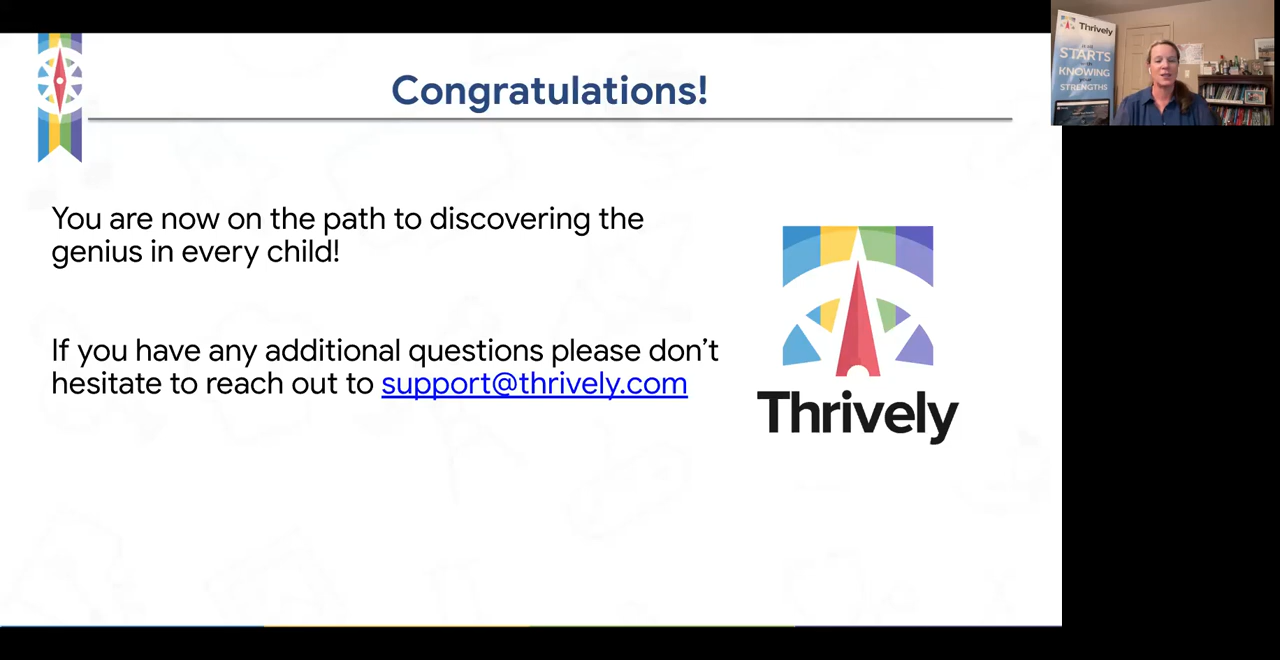 Congratulations!
You are now on the path to discovering the
genius in every child!
If you have any additional questions please don't
hesitate to reach out to support@thrively.com
Thrively
Thrively
STARTS
KNOWING
STRENGTHS